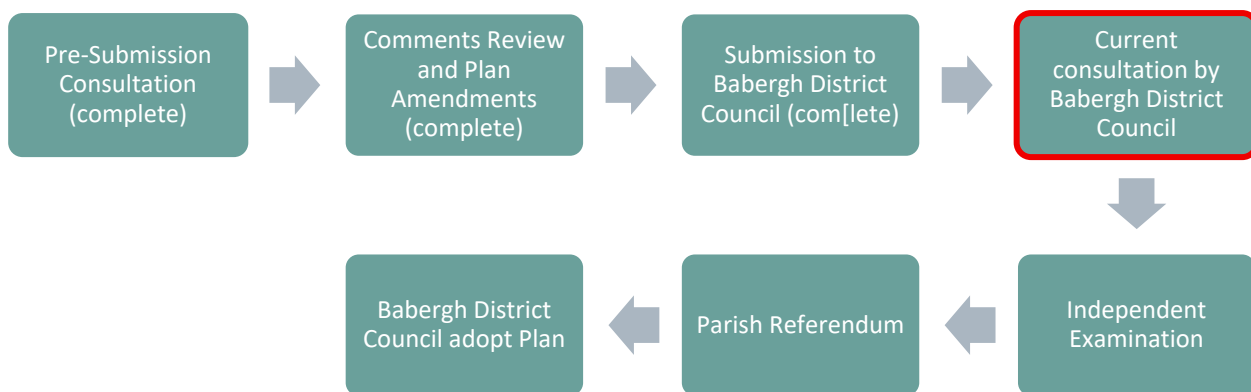 Pre-Submission
Consultation
(complete)
Comments Review
and Plan
Amendments
(complete)
Submission to
Babergh District
Council (com[lete)
Current
consultation by
Babergh District
Council
Independent
Examination
Parish Referendum
Babergh District
Council adopt Plan